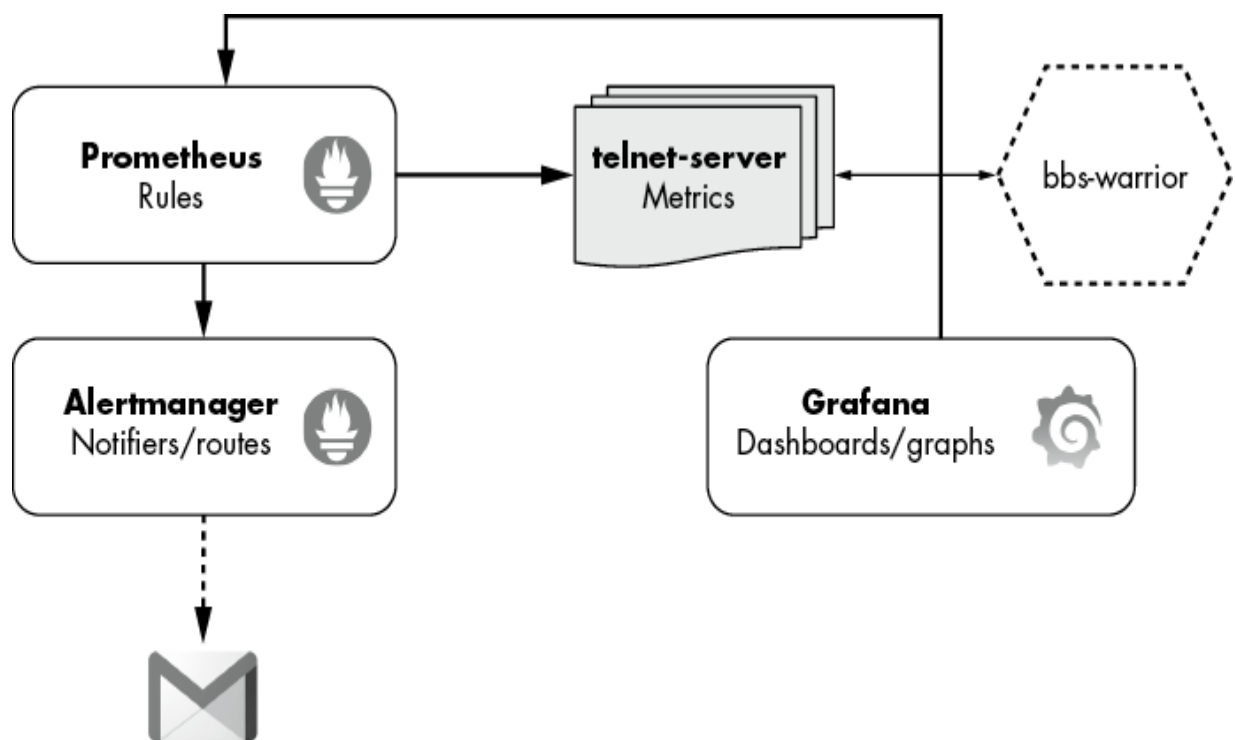 Prometheus
Rules
telnet-server
Metrics
bbs-warrior
Alertmanager
Notifiers/routes
Grafana
Dashboards/graphs